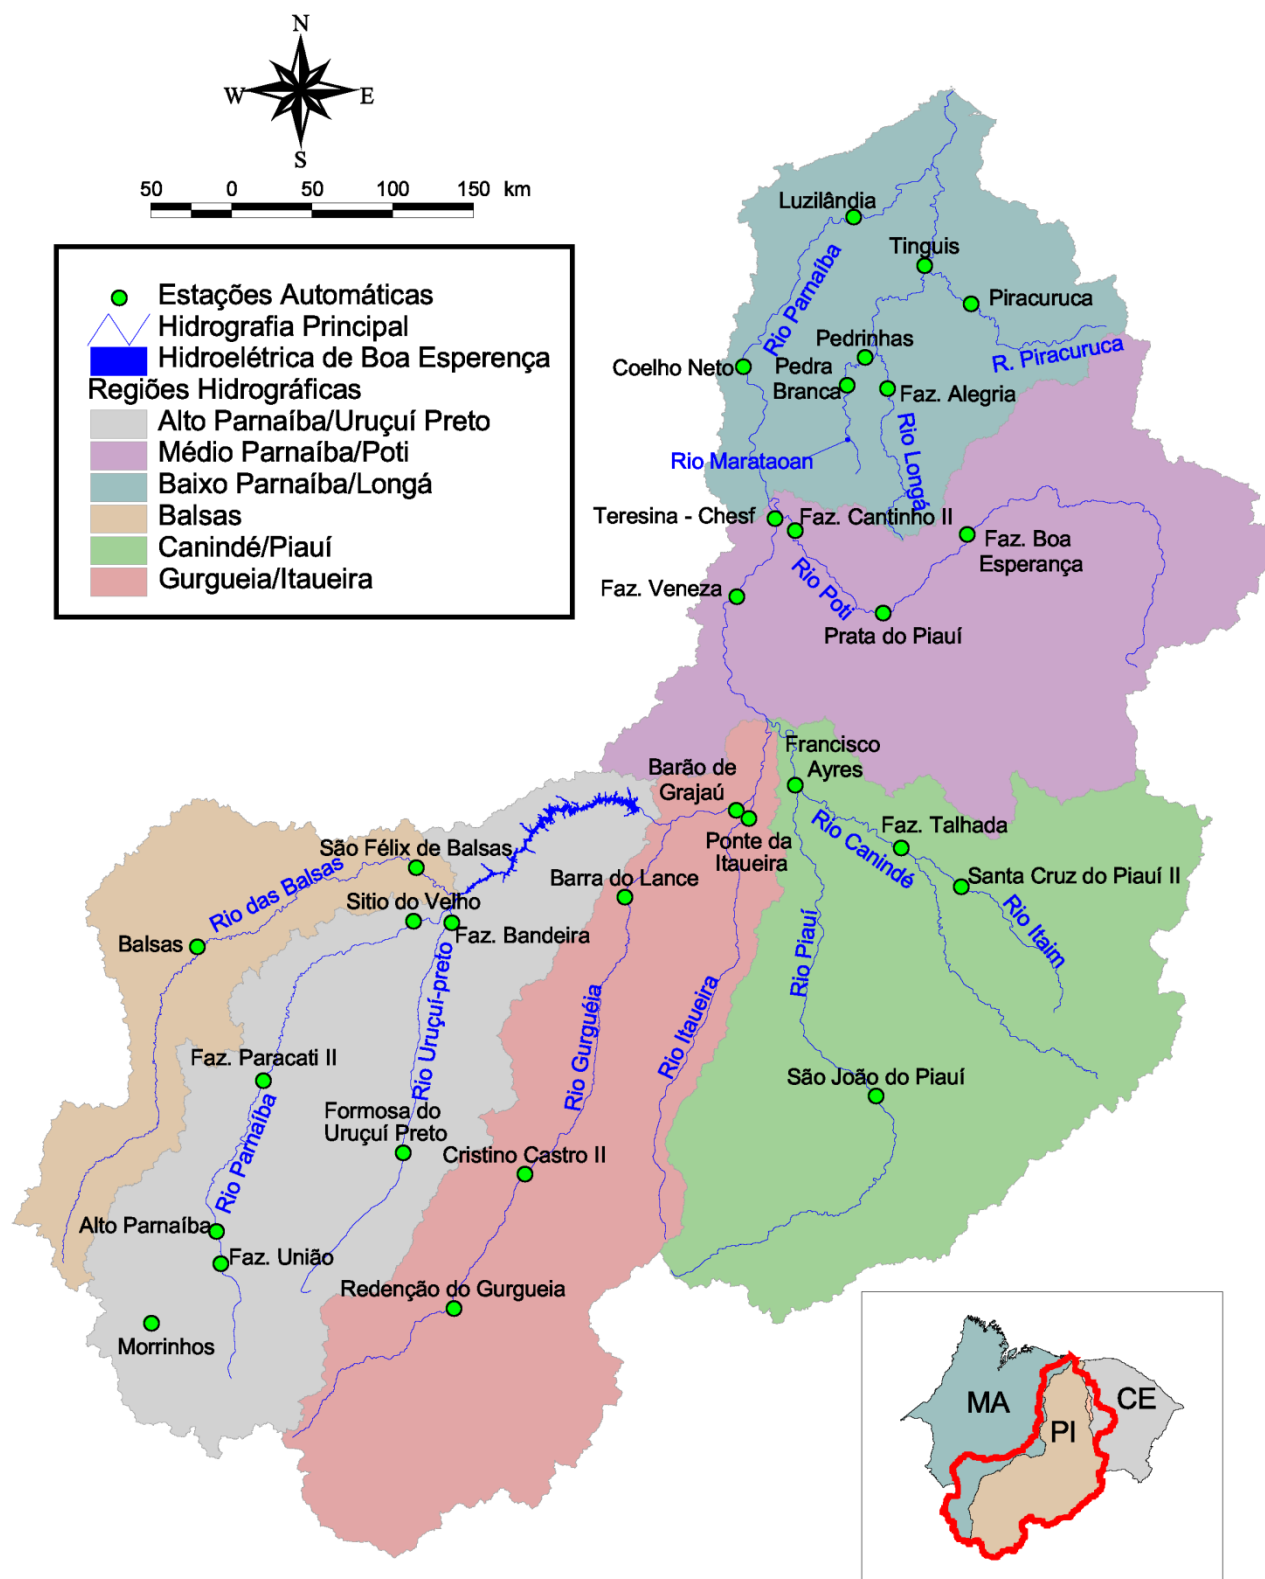 N
W
E
S
50 0 50 100 150 km
Estações Automáticas
Hidrografia Principal
Hidroelétrica de Boa Esperença
Regiões Hidrográficas
Alto Parnaíba/Uruçuí Preto
Médio Parnaíba/Poti
Baixo Parnaíba/Longá
Balsas
Canindé/Piauí
Gurgueia/Itaueira
Luzilândia
Tinguis
Rio Parnaíba
Piracuruca
R. Piracuruca
Pedrinhas
Coelho Neto
Pedra
Branca
Faz. Alegria
Rio Longá
Rio Marataoan
Teresina - Chesf
Faz. Cantinho II
Faz. Boa
Esperança
Faz. Veneza
Rio Poti
Prata do Piauí
Francisco
Ayres
Barão de
Grajaú
Ponte da
Itaueira
Rio Canindé
Faz. Talhada
Santa Cruz do Piauí II
Rio Itaim
São Félix de Balsas
Rio das Balsas
Barra do Lance
Sitio do Velho
Faz. Bandeira
Balsas
Rio Piauí
Rio Uruçuí-preto
Rio Gurguéia
Rio Itaueira
Faz. Paracati II
São João do Piauí
Formosa do
Uruçuí Preto
Rio Parnaíba
Cristino Castro II
Alto Parnaíba
Faz. União
Redenção do Gurgueia
Morrinhos
MA
CE
PI